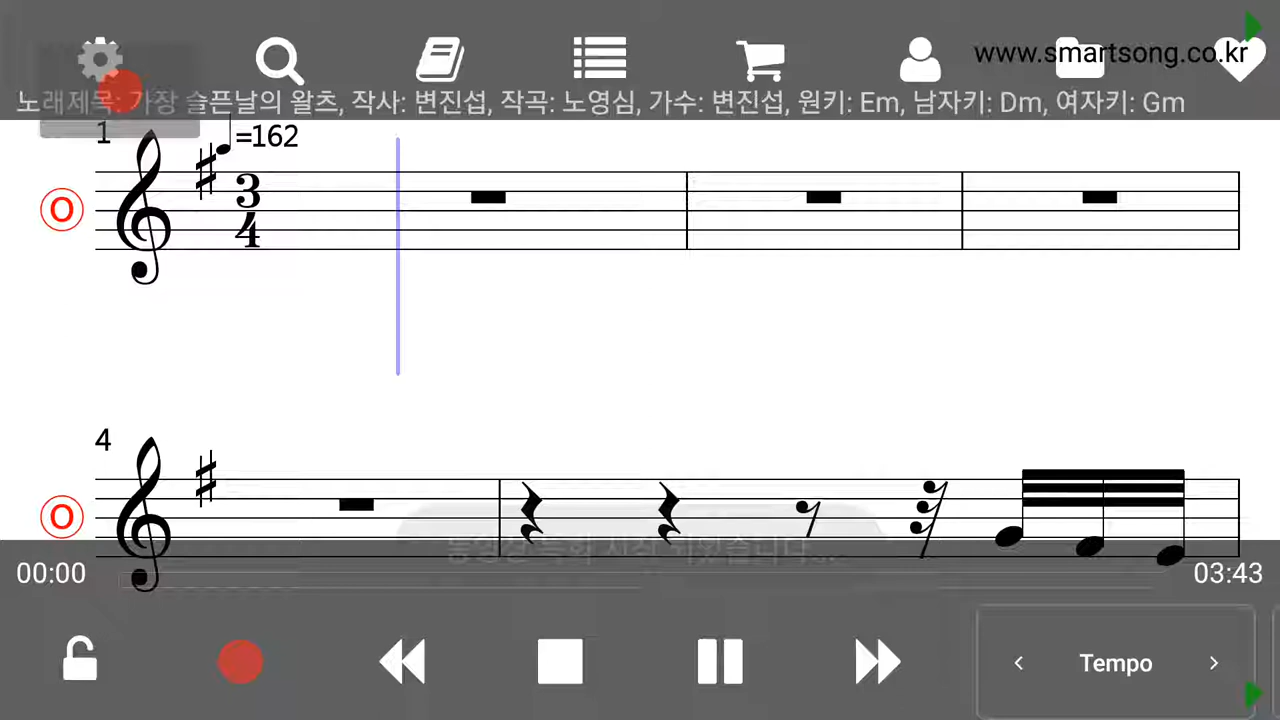 www.smartsong.co.kr
노래제목: 가장 슬픈날의 왈츠, 작사: 변진섭, 작곡: 노영심, 가수: 변진섭, 원키: Em, 남자키: Dm, 여자키: Gm
1
=162
3
4
O
4
O
00:00
03:43
Tempo